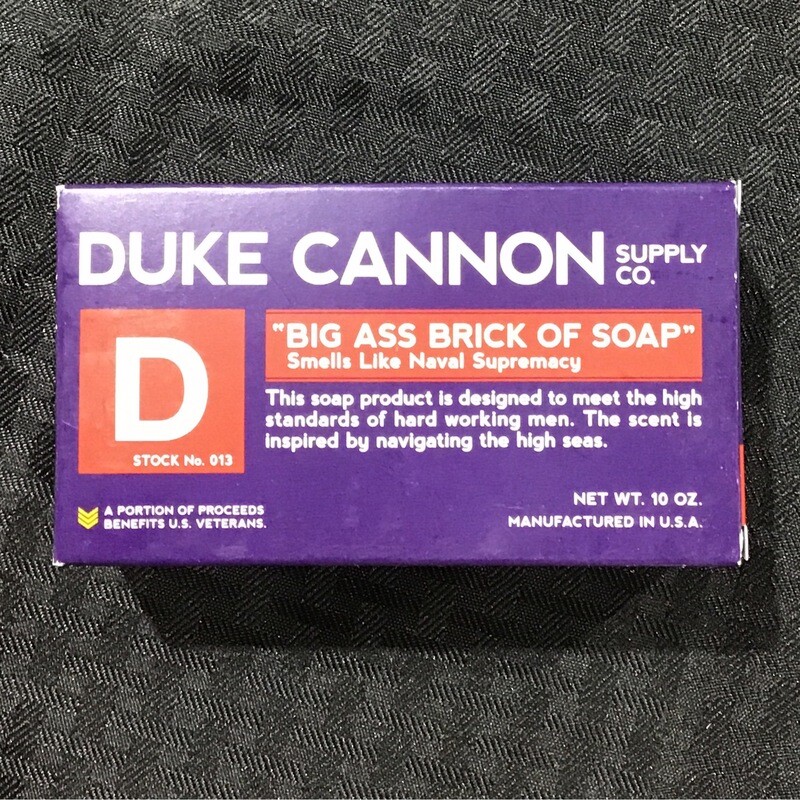 DUKE CANNON SUPPLY CO.
D
STOCK No. 013
"BIG ASS BRICK OF SOAP"
Smells Like Naval Supremacy
This soap product is designed to meet the high
standards of hard working men. The scent is
inspired by navigating the high seas.
A PORTION OF PROCEEDS
BENEFITS U.S. VETERANS.
NET WT. 10 OZ.
MANUFACTURED IN U.S.A.